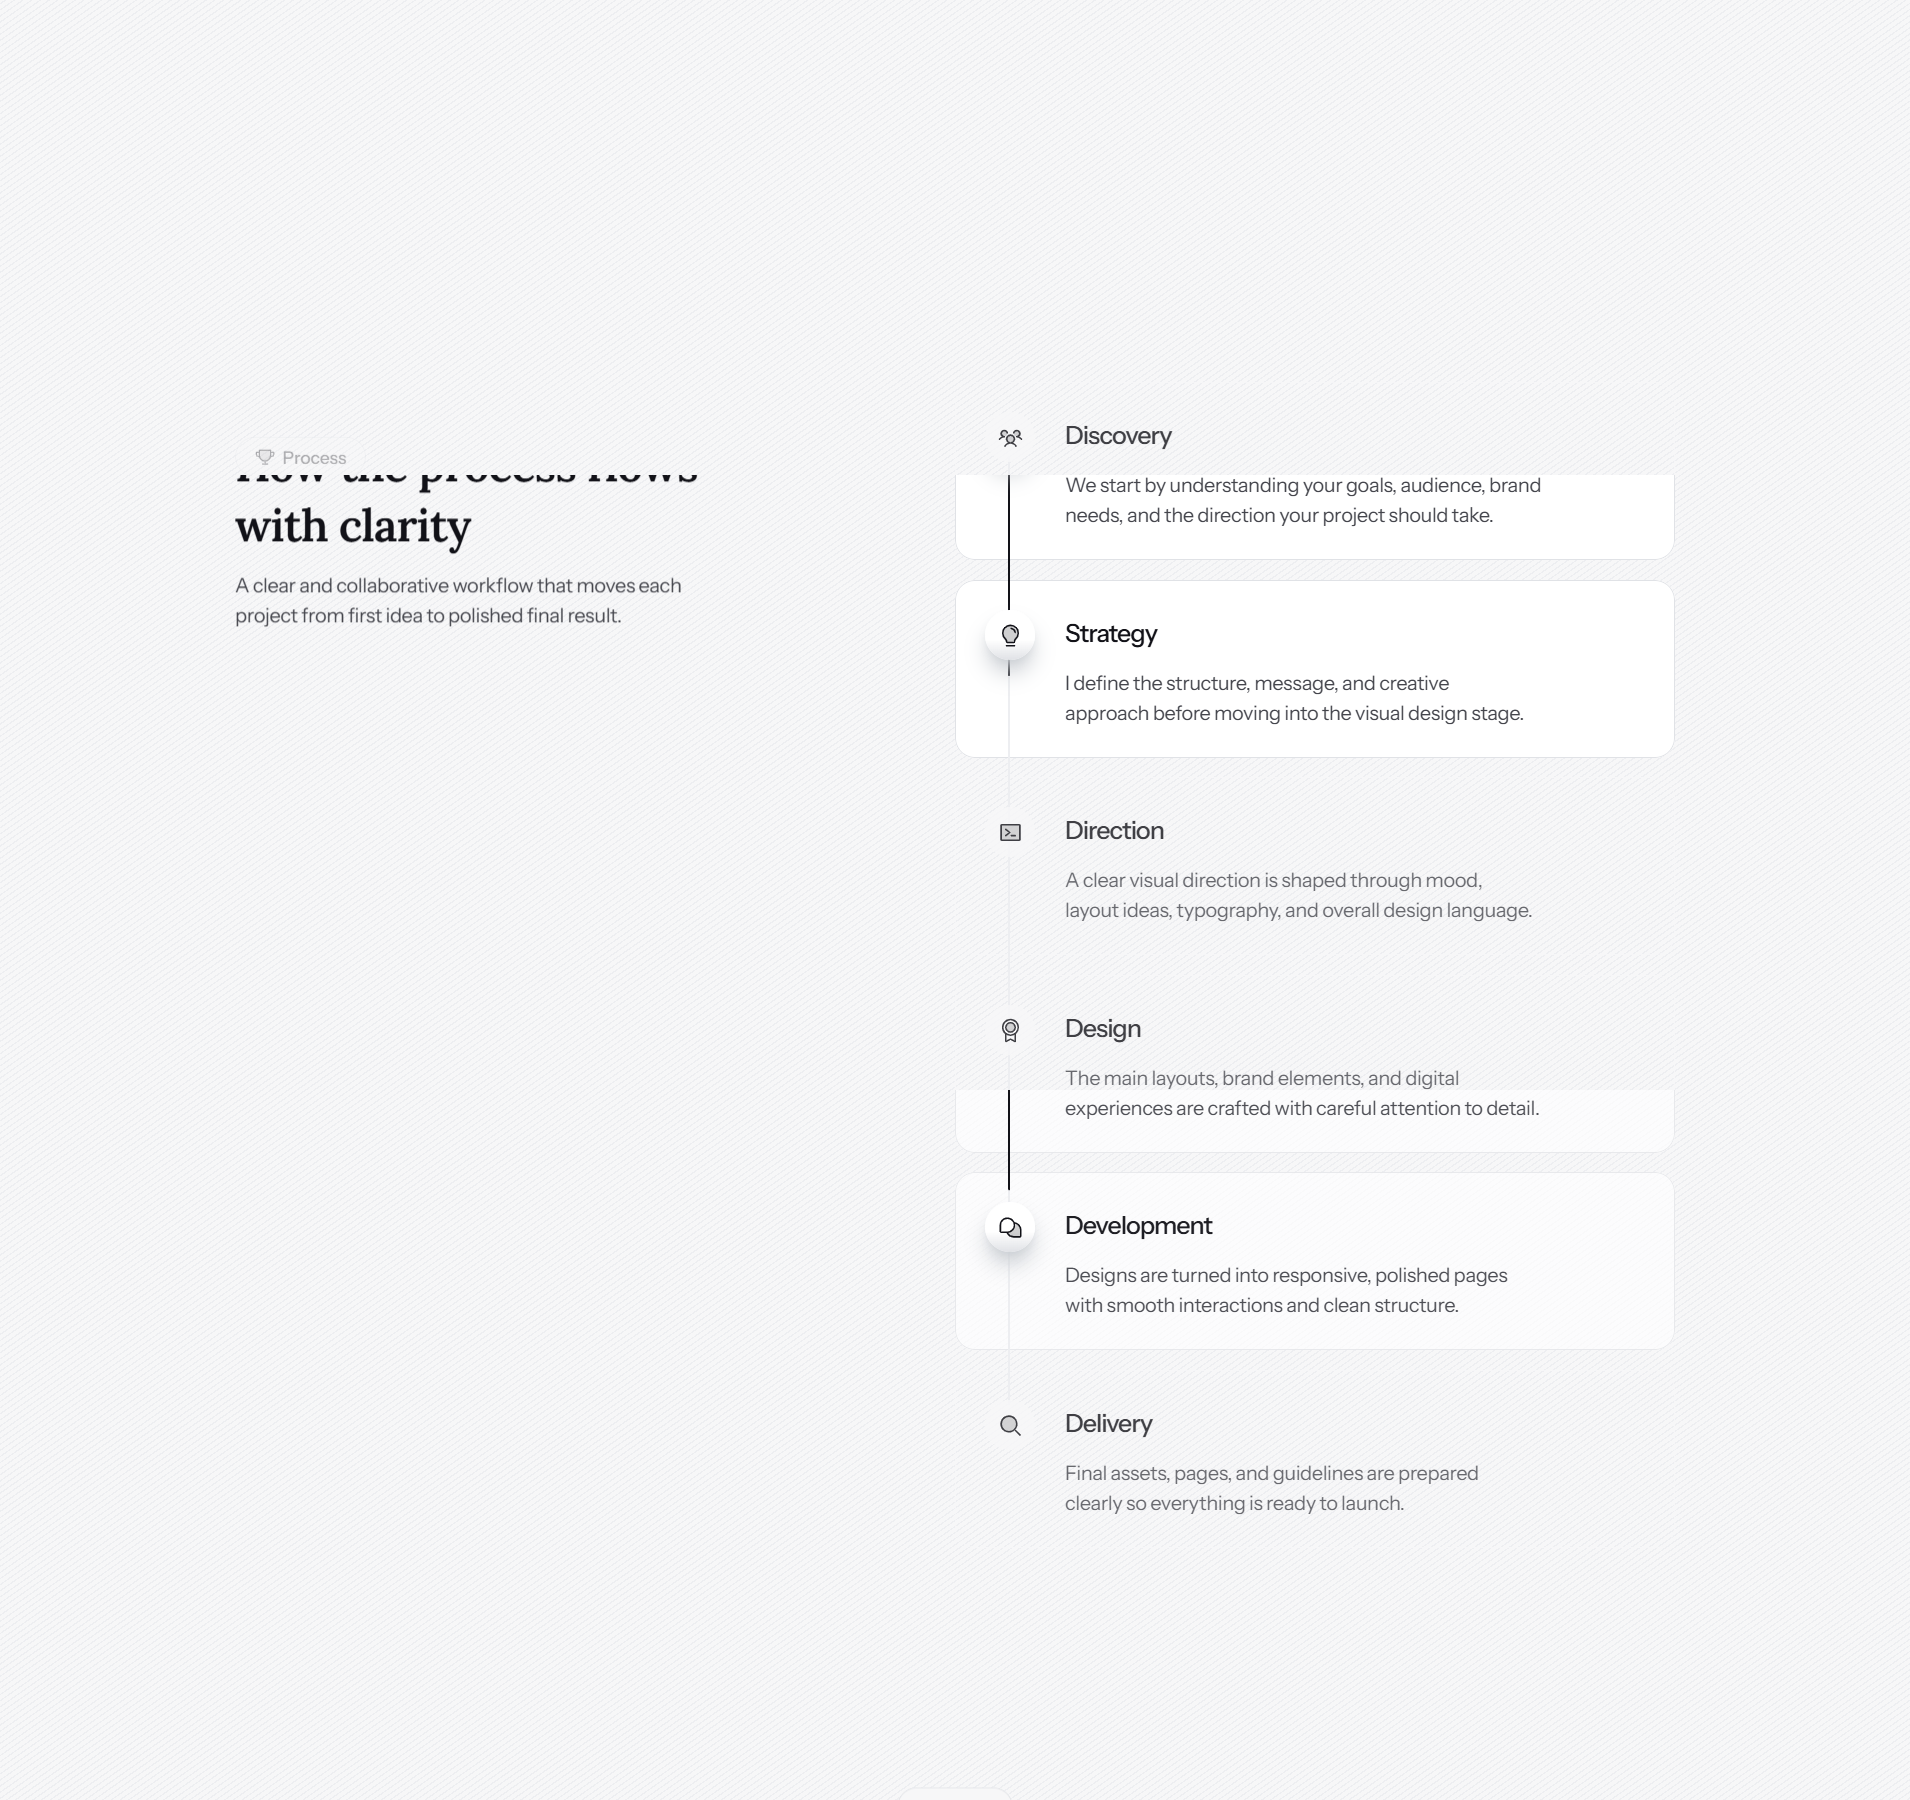 Process
How the process flows
with clarity
A clear and collaborative workflow that moves each
project from first idea to polished final result.
Discovery
We start by understanding your goals, audience, brand
needs, and the direction your project should take.
Strategy
I define the structure, message, and creative
approach before moving into the visual design stage.
Direction
A clear visual direction is shaped through mood,
layout ideas, typography, and overall design language.
Design
The main layouts, brand elements, and digital
experiences are crafted with careful attention to detail.
Development
Designs are turned into responsive, polished pages
with smooth interactions and clean structure.
Delivery
Final assets, pages, and guidelines are prepared
clearly so everything is ready to launch.